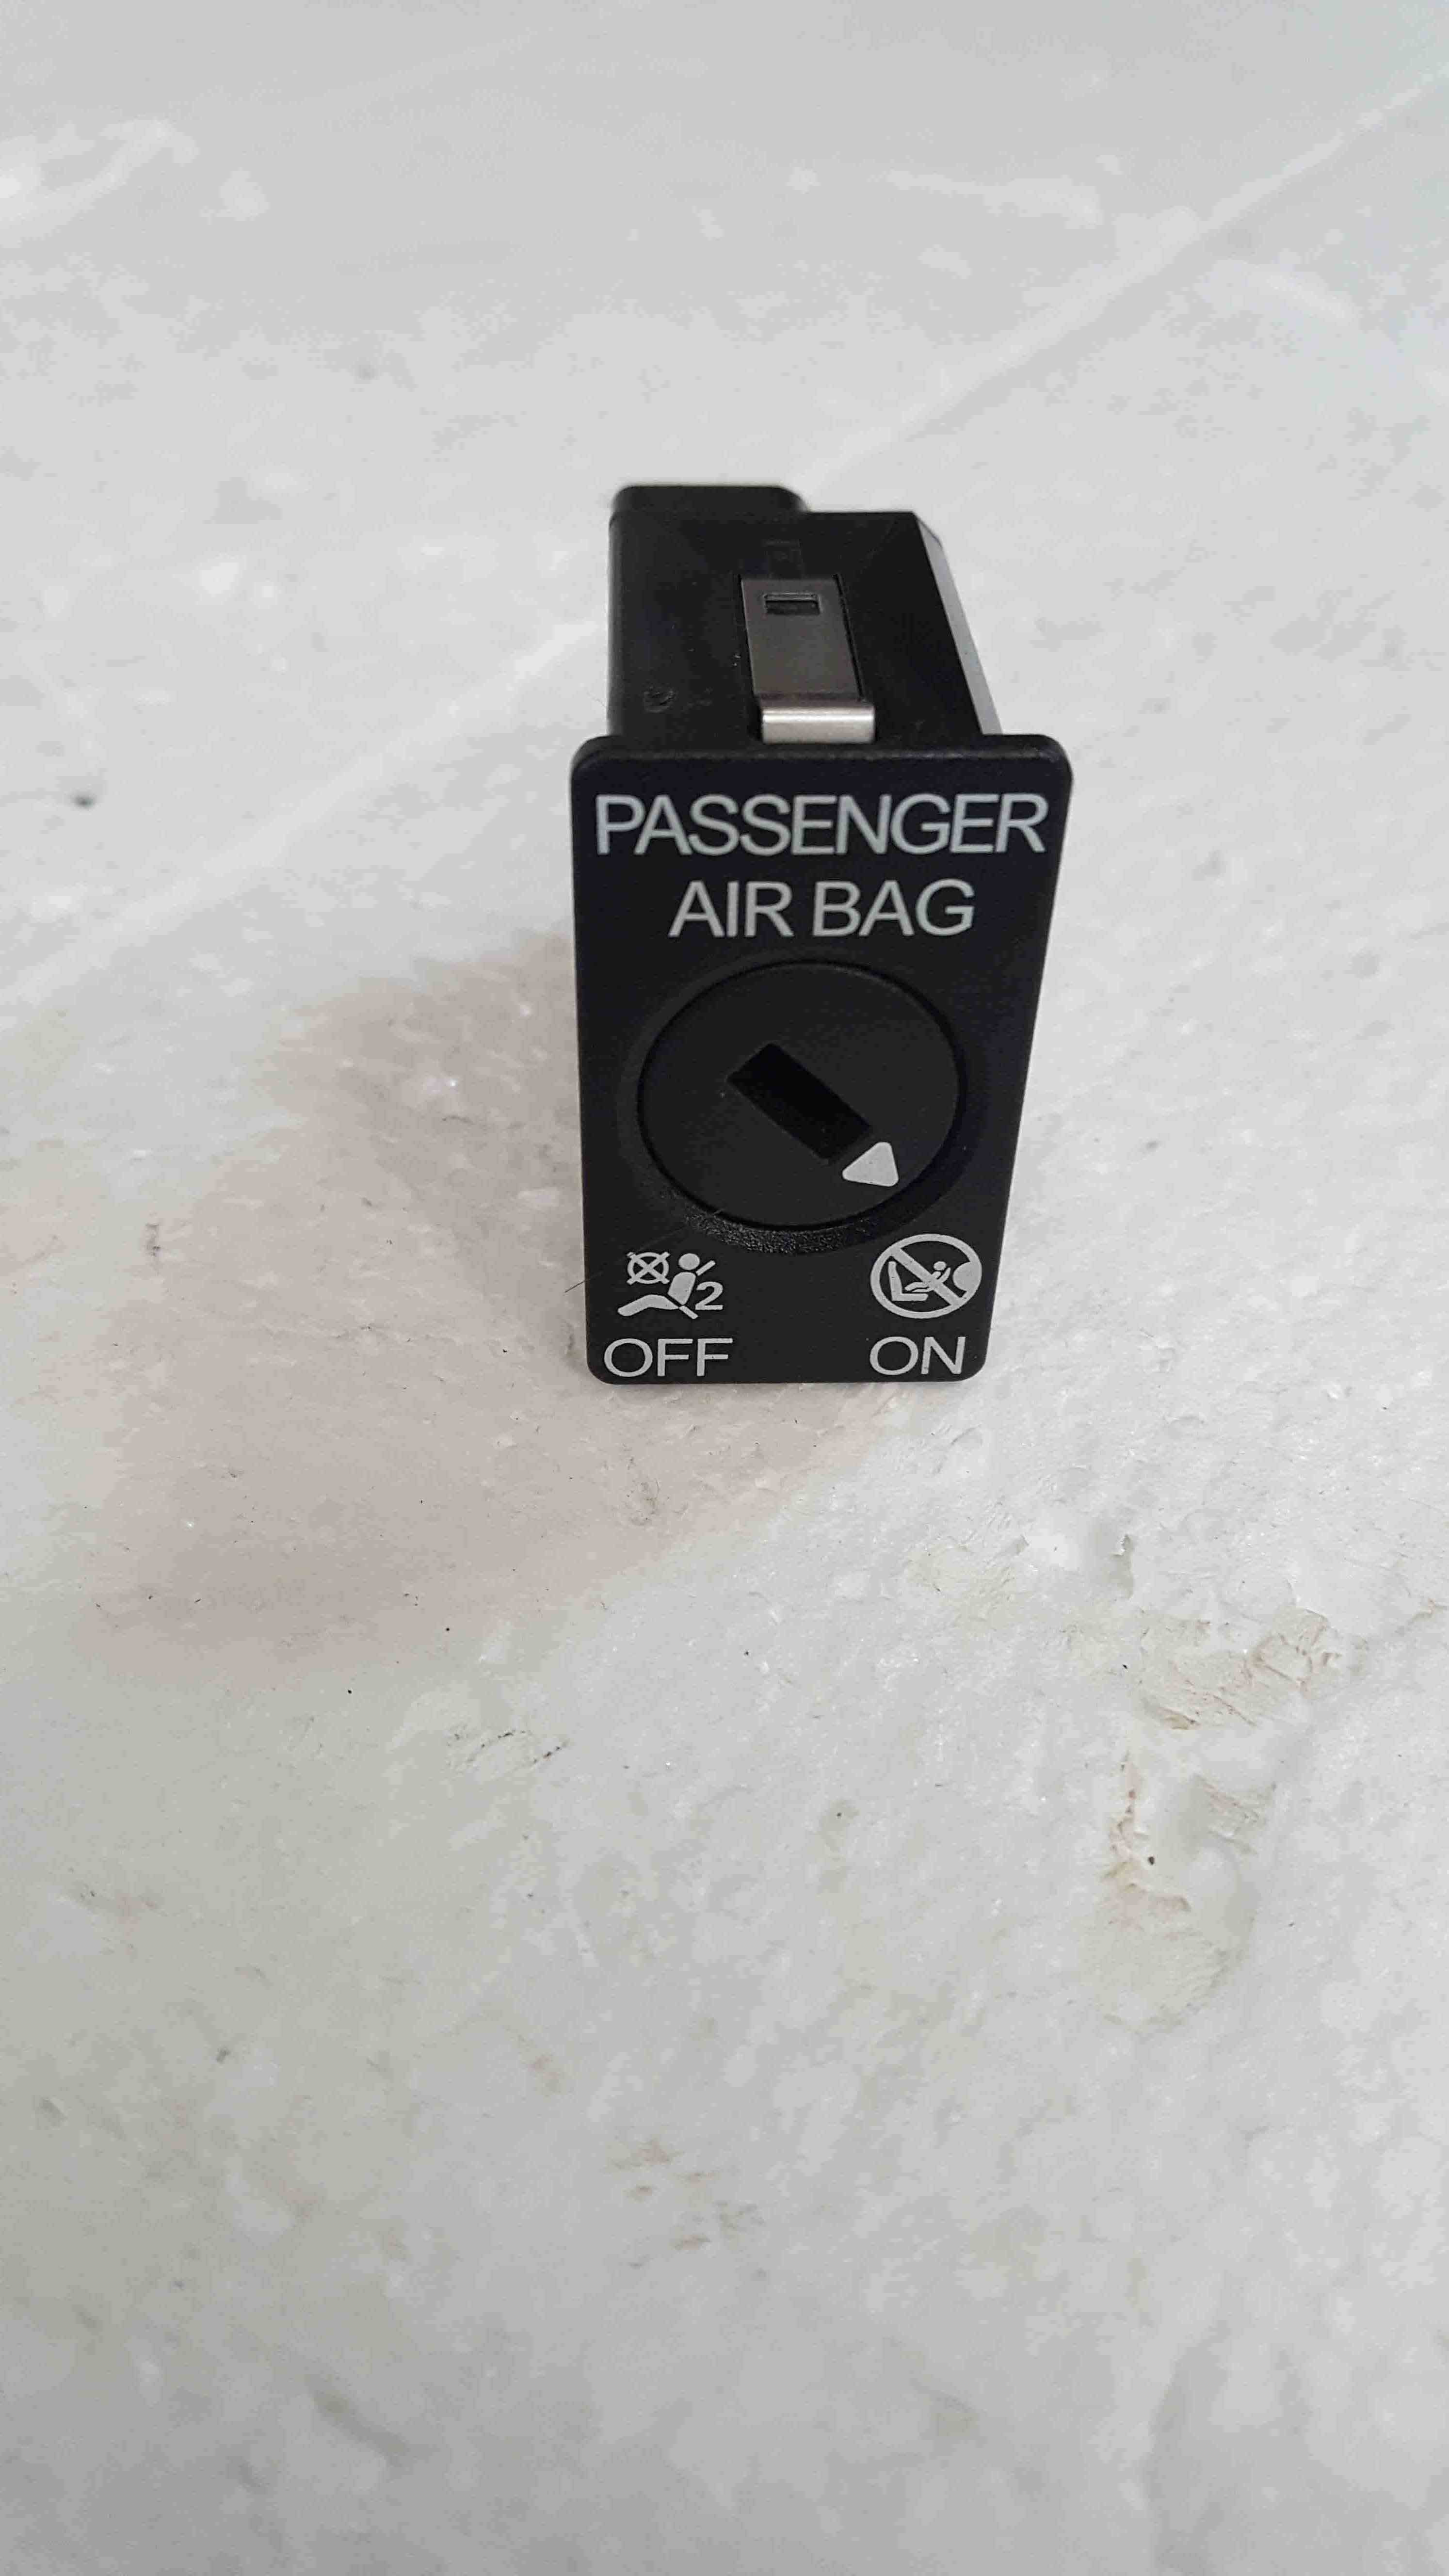 PASSENGER
AIR BAG
2
OFF ON